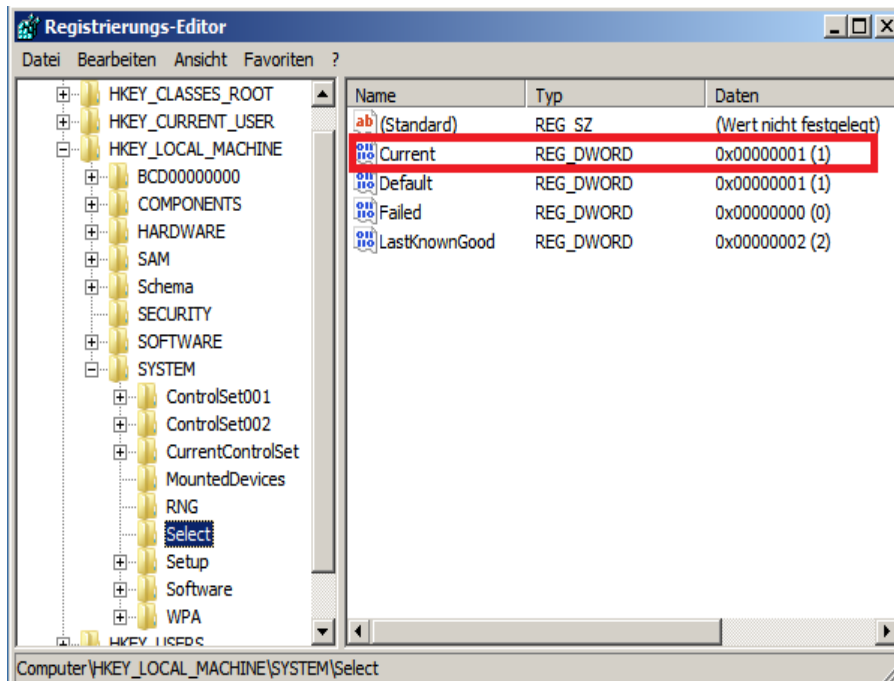 Registrierungs-Editor
Datei Bearbeiten Ansicht Favoriten ?
HKEY_CLASSES_ROOT
HKEY_CURRENT_USER
HKEY_LOCAL_MACHINE
BCD00000000
COMPONENTS
HARDWARE
SAM
Schema
SECURITY
SOFTWARE
SYSTEM
ControlSet001
ControlSet002
CurrentControlSet
MountedDevices
RNG
Select
Setup
Software
WPA
HKEY_USERS
Name Typ Daten
(Standard) REG_SZ (Wert nicht festgelegt)
Current REG_DWORD 0x00000001 (1)
Default REG_DWORD 0x00000001 (1)
Failed REG_DWORD 0x00000000 (0)
LastKnownGood REG_DWORD 0x00000002 (2)
Computer\HKEY_LOCAL_MACHINE\SYSTEM\Select